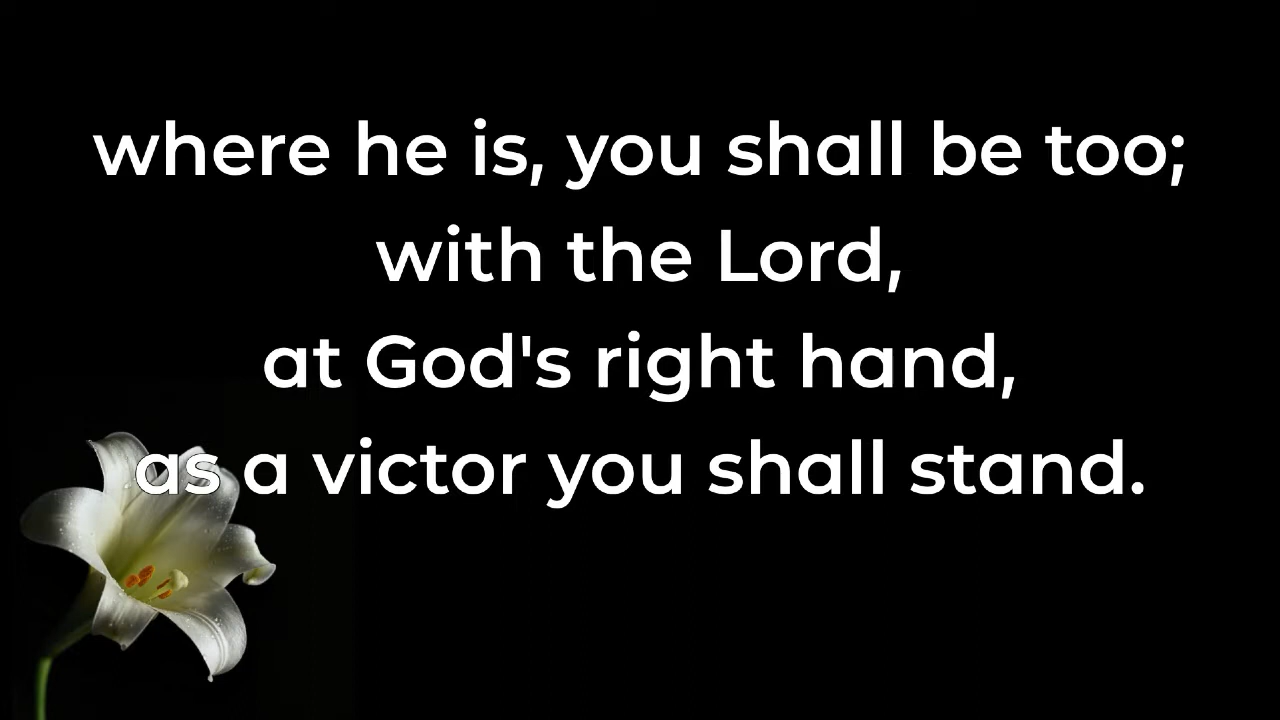 where he is, you shall be too;
with the Lord,
at God's right hand,
as a victor you shall stand.